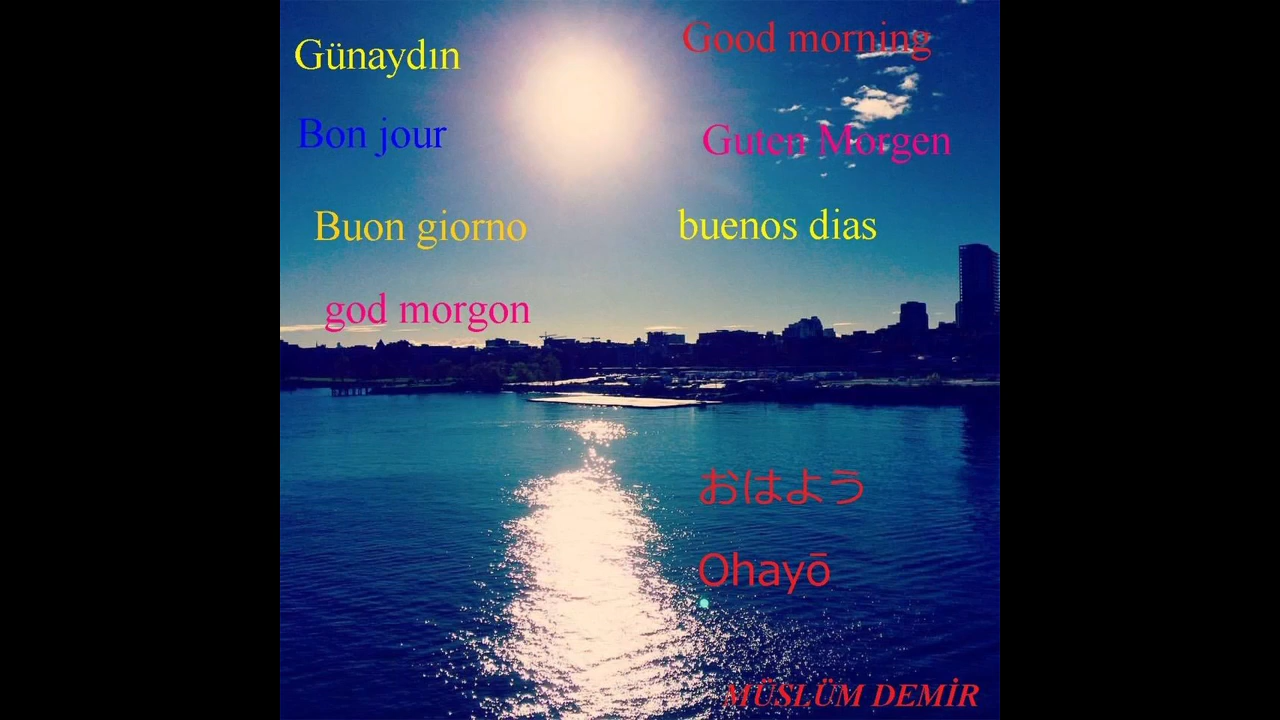 Günaydın
Good morning
Bon jour
Guten Morgen
Buon giorno
buenos dias
god morgon
おはよう
Ohayō
MÜSLÜM DEMİR